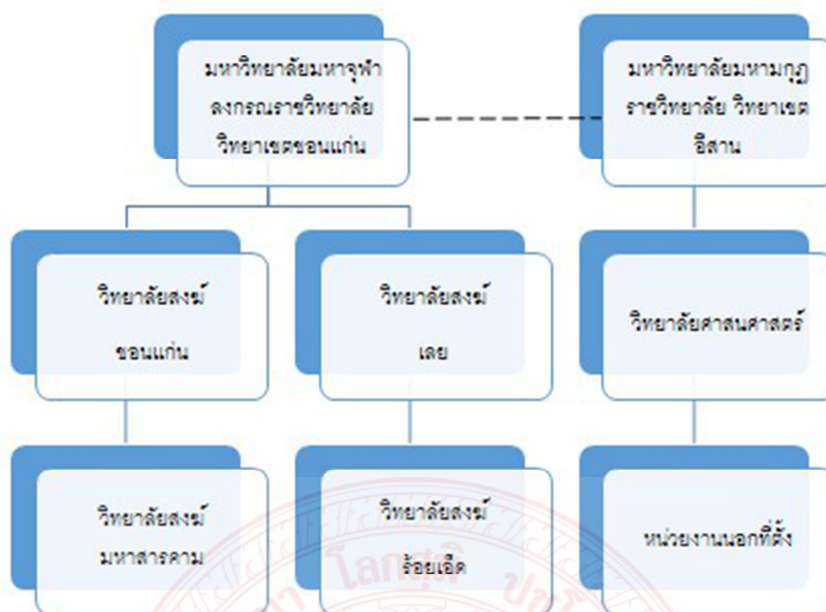 มหาวิทยาลัยมหาจุฬา
ลงกรณราชวิทยาลัย
วิทยาเขตขอนแก่น
มหาวิทยาลัยมหามกุฏ
ราชวิทยาลัย วิทยาเขต
อีสาน
วิทยาลัยสงฆ์
ขอนแก่น
วิทยาลัยสงฆ์
เลย
วิทยาลัยศาสนศาสตร์
วิทยาลัยสงฆ์
มหาสารคาม
วิทยาลัยสงฆ์
ร้อยเอ็ด
หน่วยงานนอกที่ตั้ง